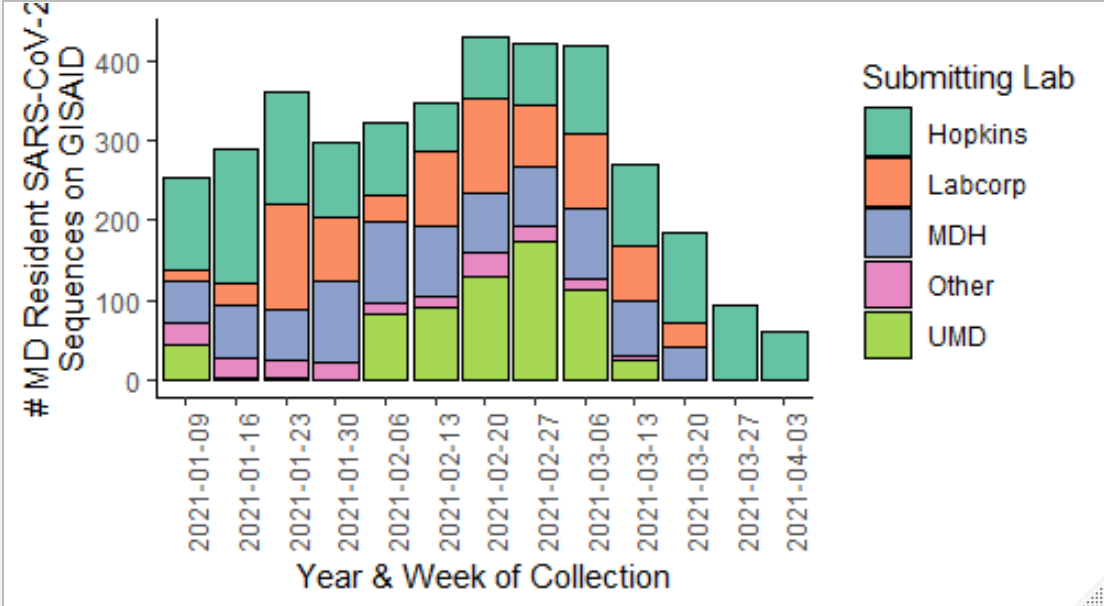 # MD Resident SARS-CoV-2
Sequences on GISAID
400
300
200
100
0
2021-01-09
2021-01-16
2021-01-23
2021-01-30
2021-02-06
2021-02-13
2021-02-20
2021-02-27
2021-03-06
2021-03-13
2021-03-20
2021-03-27
2021-04-03
Year & Week of Collection
Submitting Lab
Hopkins
Labcorp
MDH
Other
UMD